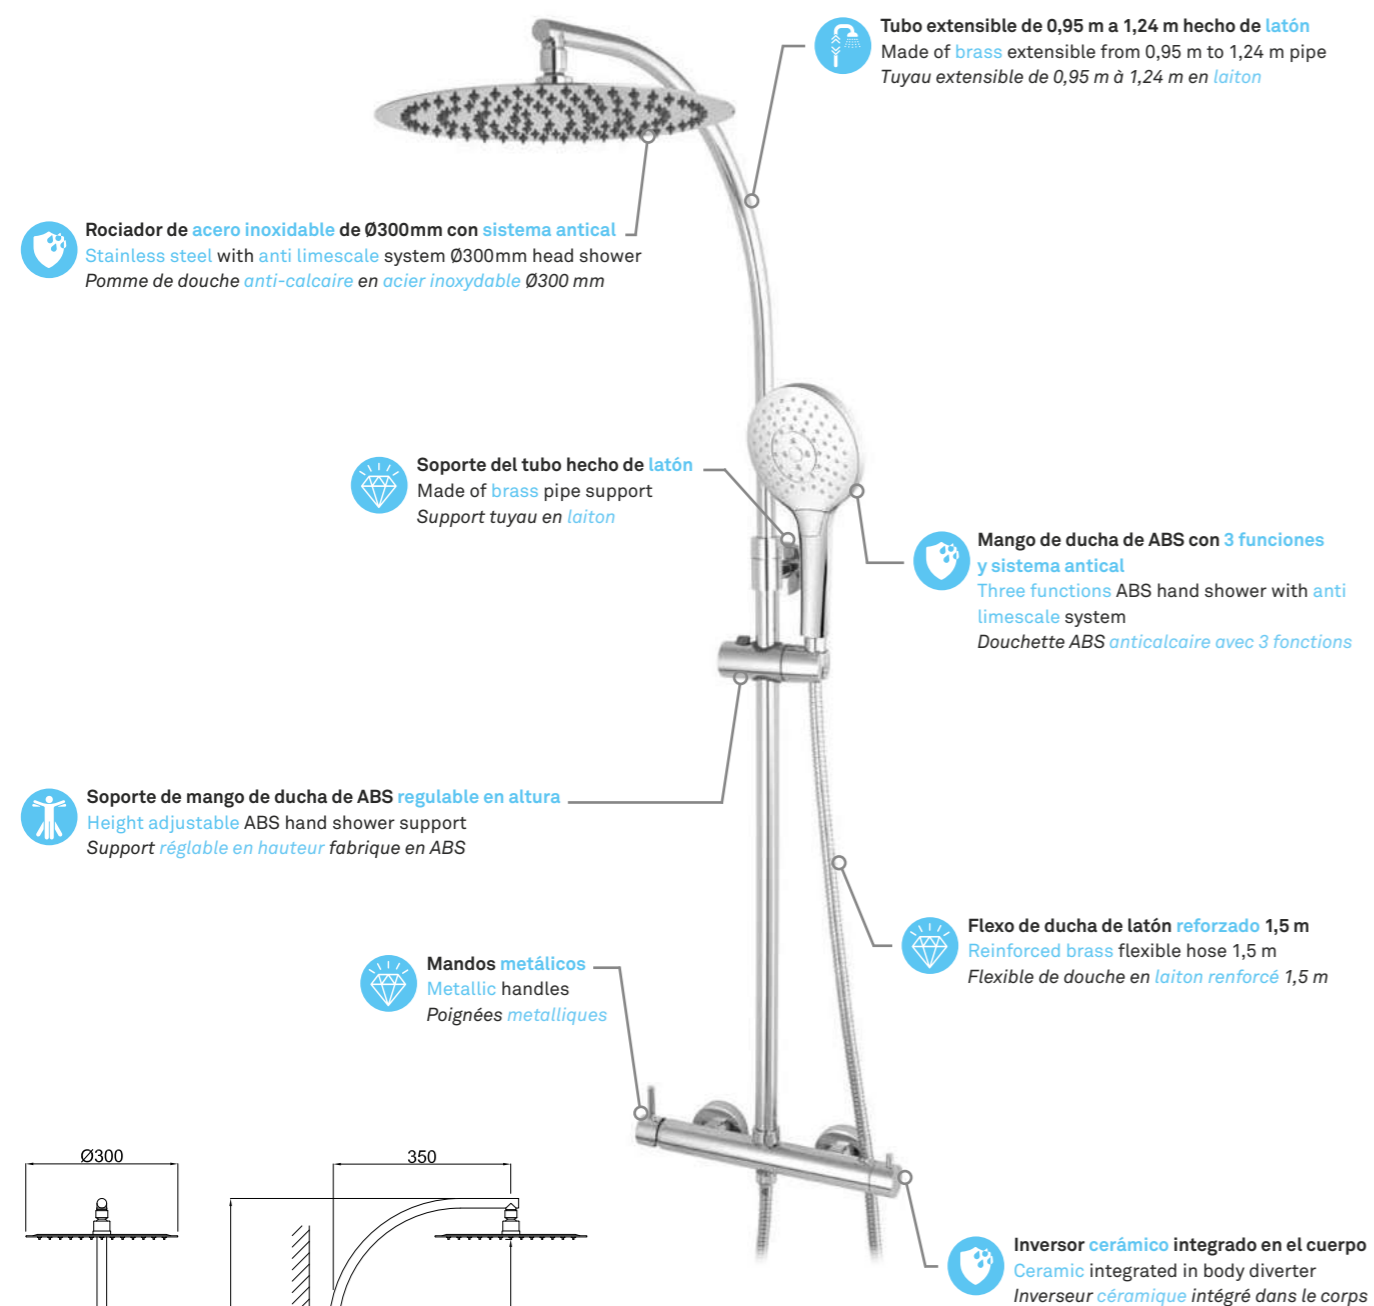 Tubo extensible de 0,95 m a 1,24 m hecho de latón
Made of brass extensible from 0,95 m to 1,24 m pipe
Tuyau extensible de 0,95 m à 1,24 m en laiton
Rociador de acero inoxidable de Ø300mm con sistema antical
Stainless steel with anti limescale system Ø300mm head shower
Pomme de douche anti-calcaire en acier inoxydable Ø300 mm
Soporte del tubo hecho de latón
Made of brass pipe support
Support tuyau en laiton
Mango de ducha de ABS con 3 funciones
y sistema antical
Three functions ABS hand shower with anti
limescale system
Douchette ABS anticalcaire avec 3 fonctions
Soporte de mango de ducha de ABS regulable en altura
Height adjustable ABS hand shower support
Support réglable en hauteur fabrique en ABS
Flexo de ducha de latón reforzado 1,5 m
Reinforced brass flexible hose 1,5 m
Flexible de douche en laiton renforcé 1,5 m
Mandos metálicos
Metallic handles
Poignées metalliques
Ø300
350
Inversor cerámico integrado en el cuerpo
Ceramic integrated in body diverter
Inverseur céramique intégré dans le corps